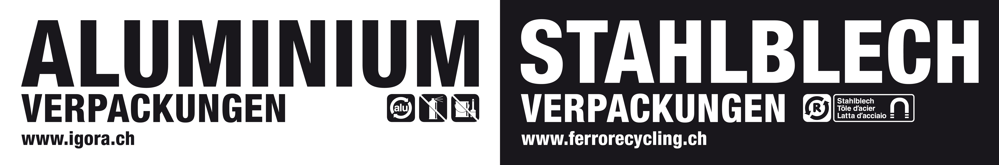 ALUMINIUM
VERPACKUNGEN
alu
www.igora.ch
STAHLBLECH
VERPACKUNGEN
R
Stahlblech
Tôle d'acier
Latta d'acciaio
www.ferrorecycling.ch